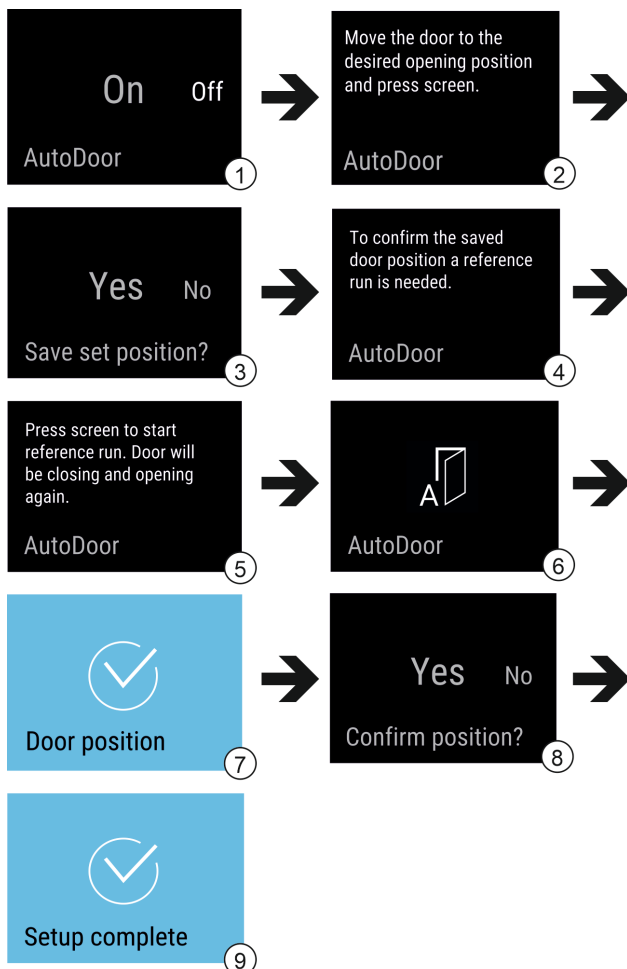 On Off
AutoDoor
1
Move the door to the
desired opening position
and press screen.
AutoDoor
2
Yes No
Save set position?
3
To confirm the saved
door position a reference
run is needed.
AutoDoor
4
Press screen to start
reference run. Door will
be closing and opening
again.
AutoDoor
5
A
AutoDoor
6
Door position
7
Yes No
Confirm position?
8
Setup complete
9